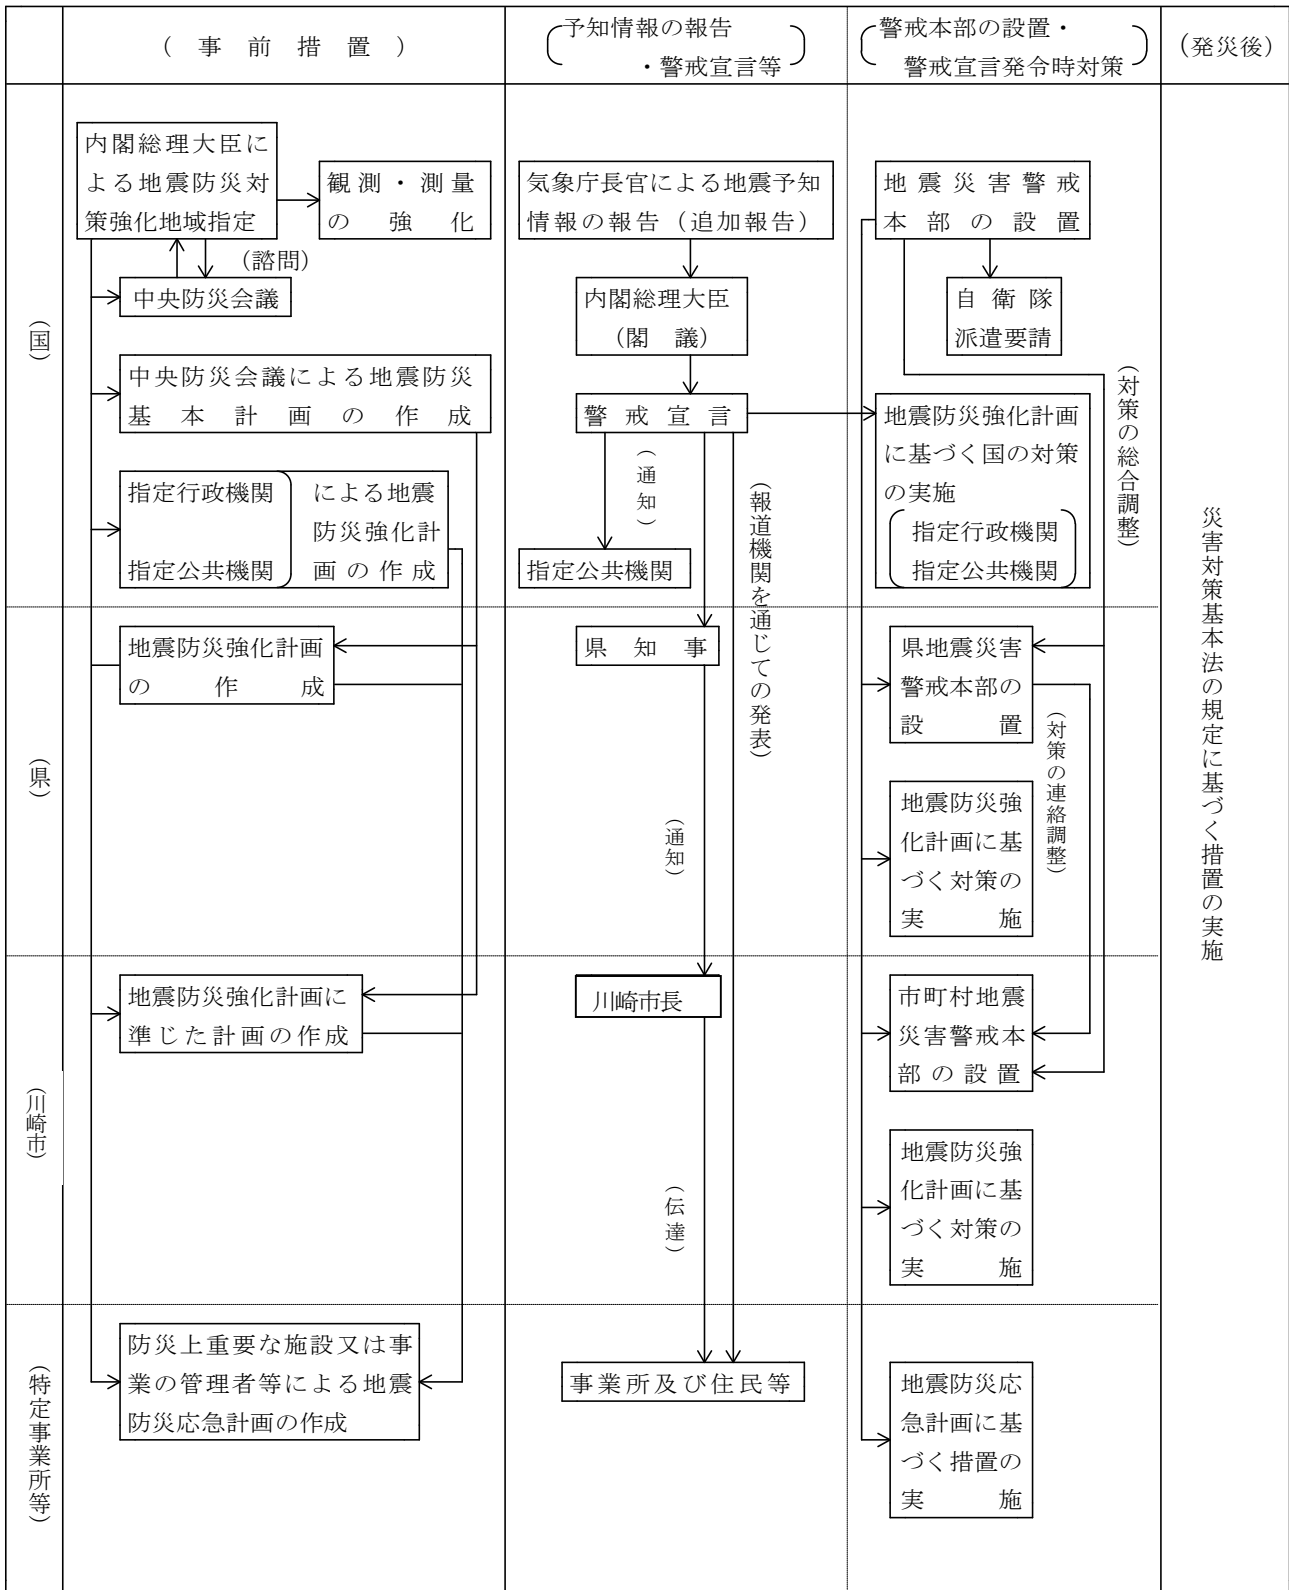 (事前措置)
予知情報の報告
・警戒宣言等
警戒本部の設置・
警戒宣言発令時対策
(発災後)
(国)
内閣総理大臣に
よる地震防災対
策強化地域指定
観測・測量
の強化
(諮問)
中央防災会議
中央防災会議による地震防災
基本計画の作成
指定行政機関
指定公共機関
による地震
防災強化計
画の作成
気象庁長官による地震予知
情報の報告(追加報告)
内閣総理大臣
(閣議)
警戒宣言
(通知)
指定公共機関
(報道機関を通じての発表)
地震災害警戒
本部の設置
自衛隊
派遣要請
地震防災強化計画
に基づく国の対策
の実施
指定行政機関
指定公共機関
(対策の総合調整)
(県)
地震防災強化計画
の作成
県知事
(通知)
県地震災害
警戒本部の
設置
(対策の連絡調整)
地震防災強
化計画に基
づく対策の
実施
(川崎市)
地震防災強化計画に
準じた計画の作成
川崎市長
(伝達)
市町村地震
災害警戒本
部の設置
地震防災強
化計画に基
づく対策の
実施
(特定事業所等)
防災上重要な施設又は事
業の管理者等による地震
防災応急計画の作成
事業所及び住民等
地震防災応
急計画に基
づく措置の
実施
災害対策基本法の規定に基づく措置の実施